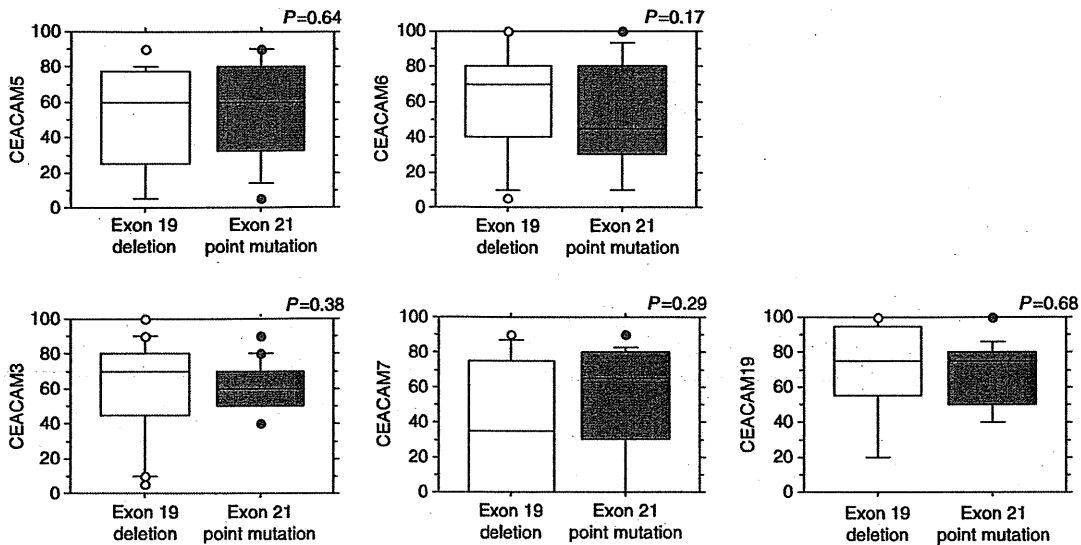 P=0.64
CEACAM5
100
80
60
40
20
0
Exon 19 deletion
Exon 21 point mutation
P=0.17
CEACAM6
100
80
60
40
20
0
Exon 19 deletion
Exon 21 point mutation
P=0.38
CEACAM3
100
80
60
40
20
0
Exon 19 deletion
Exon 21 point mutation
P=0.29
CEACAM7
100
80
60
40
20
0
Exon 19 deletion
Exon 21 point mutation
P=0.68
CEACAM19
100
80
60
40
20
0
Exon 19 deletion
Exon 21 point mutation